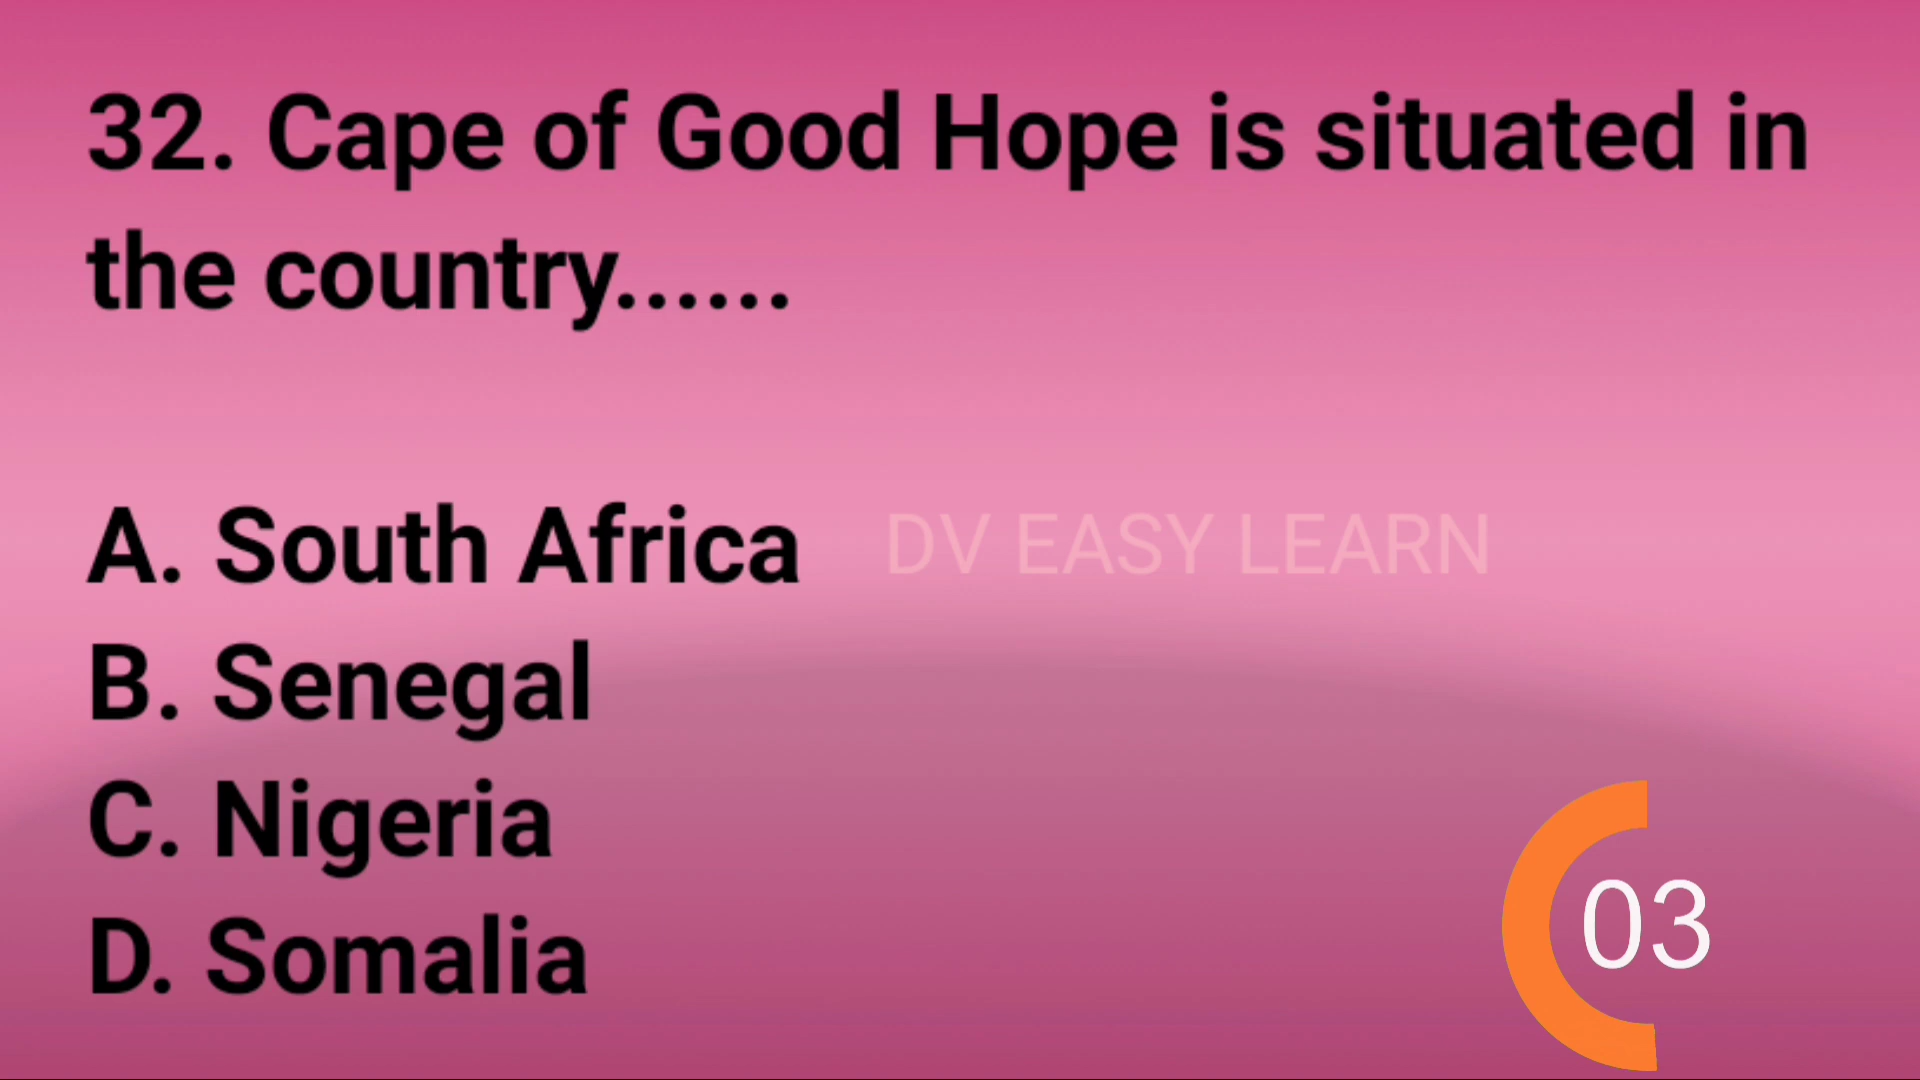 32. Cape of Good Hope is situated in
the country......
A. South Africa
DV EASY LEARN
B. Senegal
C. Nigeria
D. Somalia
03